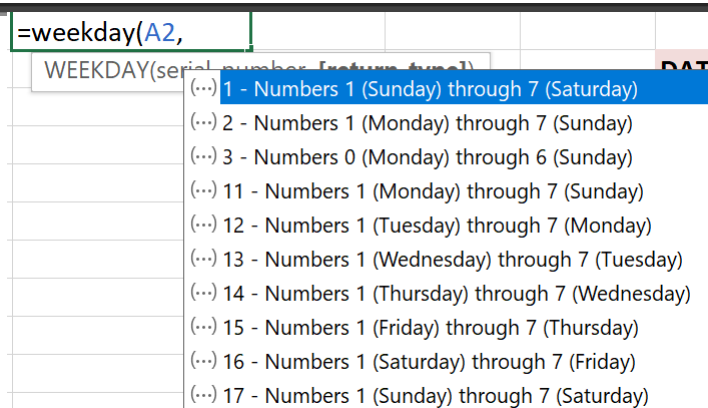 =weekday(A2,
WEEKDAY(serial_number, [return_type])
DAT
(...) 1 - Numbers 1 (Sunday) through 7 (Saturday)
(...) 2 - Numbers 1 (Monday) through 7 (Sunday)
(...) 3 - Numbers 0 (Monday) through 6 (Sunday)
(...) 11 - Numbers 1 (Monday) through 7 (Sunday)
(...) 12 - Numbers 1 (Tuesday) through 7 (Monday)
(...) 13 - Numbers 1 (Wednesday) through 7 (Tuesday)
(...) 14 - Numbers 1 (Thursday) through 7 (Wednesday)
(...) 15 - Numbers 1 (Friday) through 7 (Thursday)
(...) 16 - Numbers 1 (Saturday) through 7 (Friday)
(...) 17 - Numbers 1 (Sunday) through 7 (Saturday)